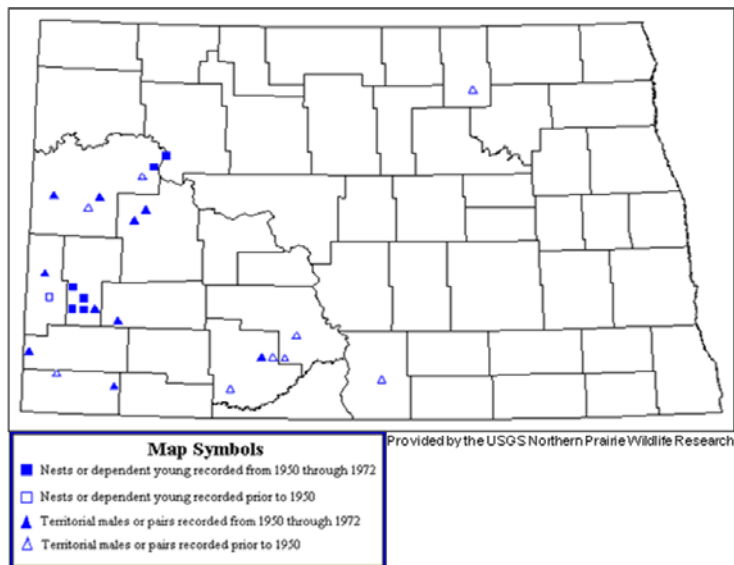 Provided by the USGS Northern Prairie Wildlife Research
Map Symbols
Nests or dependent young recorded from 1950 through 1972
Nests or dependent young recorded prior to 1950
Territorial males or pairs recorded from 1950 through 1972
Territorial males or pairs recorded prior to 1950